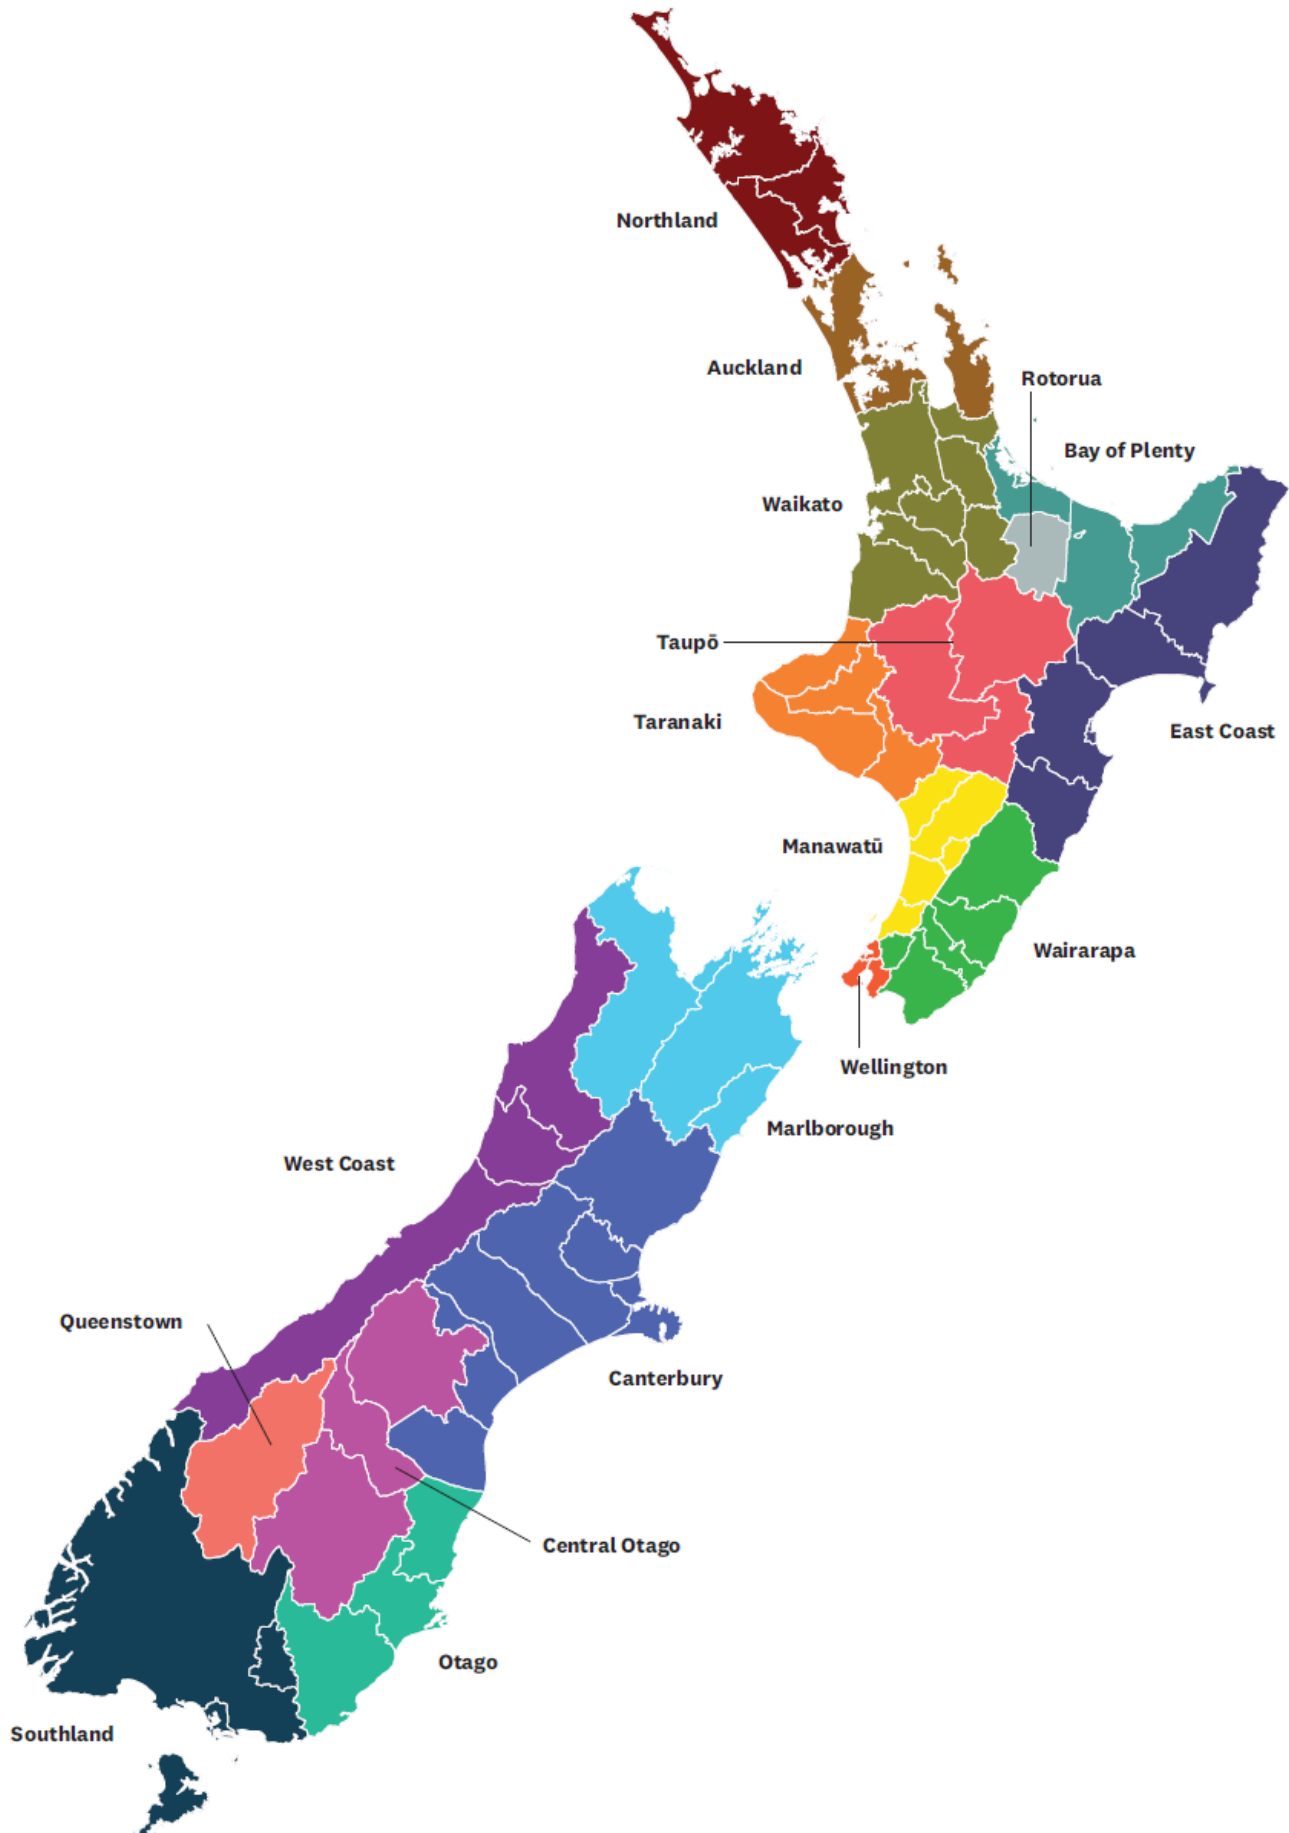 Northland
Auckland
Rotorua
Bay of Plenty
Waikato
Taupō
Taranaki
East Coast
Manawatū
Wairarapa
Wellington
Marlborough
West Coast
Queenstown
Canterbury
Central Otago
Otago
Southland